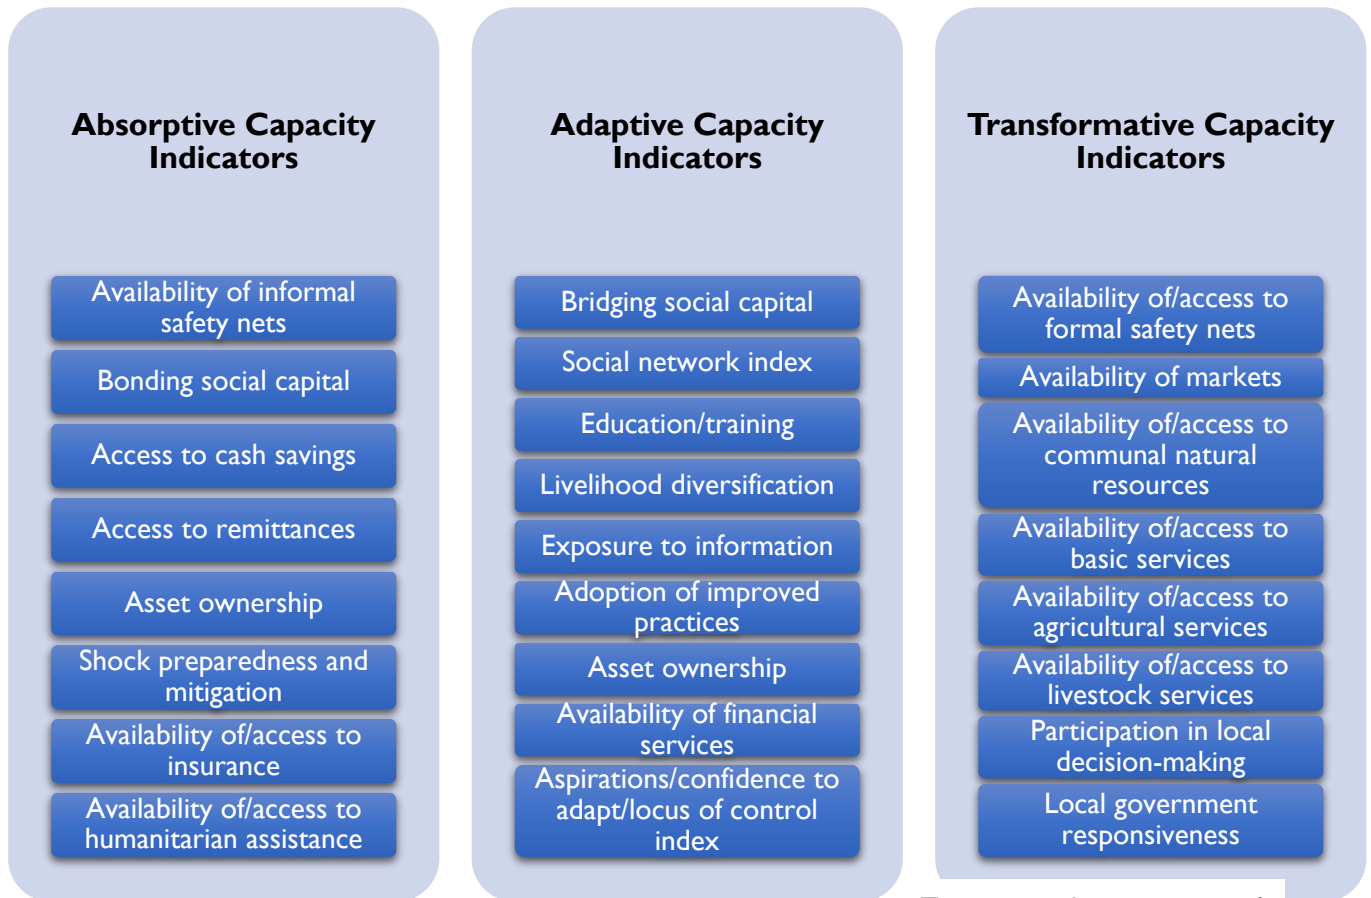 Absorptive Capacity
Indicators
Availability of informal
safety nets
Bonding social capital
Access to cash savings
Access to remittances
Asset ownership
Shock preparedness and
mitigation
Availability of/access to
insurance
Availability of/access to
humanitarian assistance
Adaptive Capacity
Indicators
Bridging social capital
Social network index
Education/training
Livelihood diversification
Exposure to information
Adoption of improved
practices
Asset ownership
Availability of financial
services
Aspirations/confidence to
adapt/locus of control
index
Transformative Capacity
Indicators
Availability of/access to
formal safety nets
Availability of markets
Availability of/access to
communal natural
resources
Availability of/access to
basic services
Availability of/access to
agricultural services
Availability of/access to
livestock services
Participation in local
decision-making
Local government
responsiveness